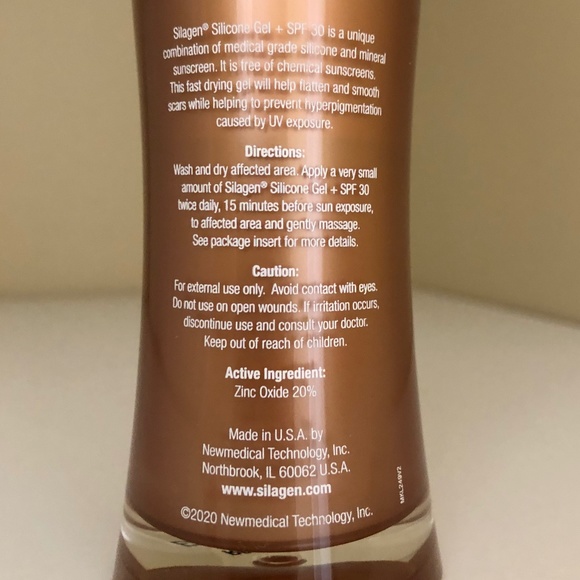 Silagen® Silicone Gel + SPF 30 is a unique
combination of medical grade silicone and mineral
sunscreen. It is free of chemical sunscreens.
This fast drying gel will help flatten and smooth
scars while helping to prevent hyperpigmentation
caused by UV exposure.
Directions:
Wash and dry affected area. Apply a very small
amount of Silagen® Silicone Gel + SPF 30
twice daily, 15 minutes before sun exposure,
to affected area and gently massage.
See package insert for more details.
Caution:
For external use only. Avoid contact with eyes.
Do not use on open wounds. If irritation occurs,
discontinue use and consult your doctor.
Keep out of reach of children.
Active Ingredient:
Zinc Oxide 20%
Made in U.S.A. by
Newmedical Technology, Inc.
Northbrook, IL 60062 U.S.A.
www.silagen.com
©2020 Newmedical Technology, Inc.
MKL249V2